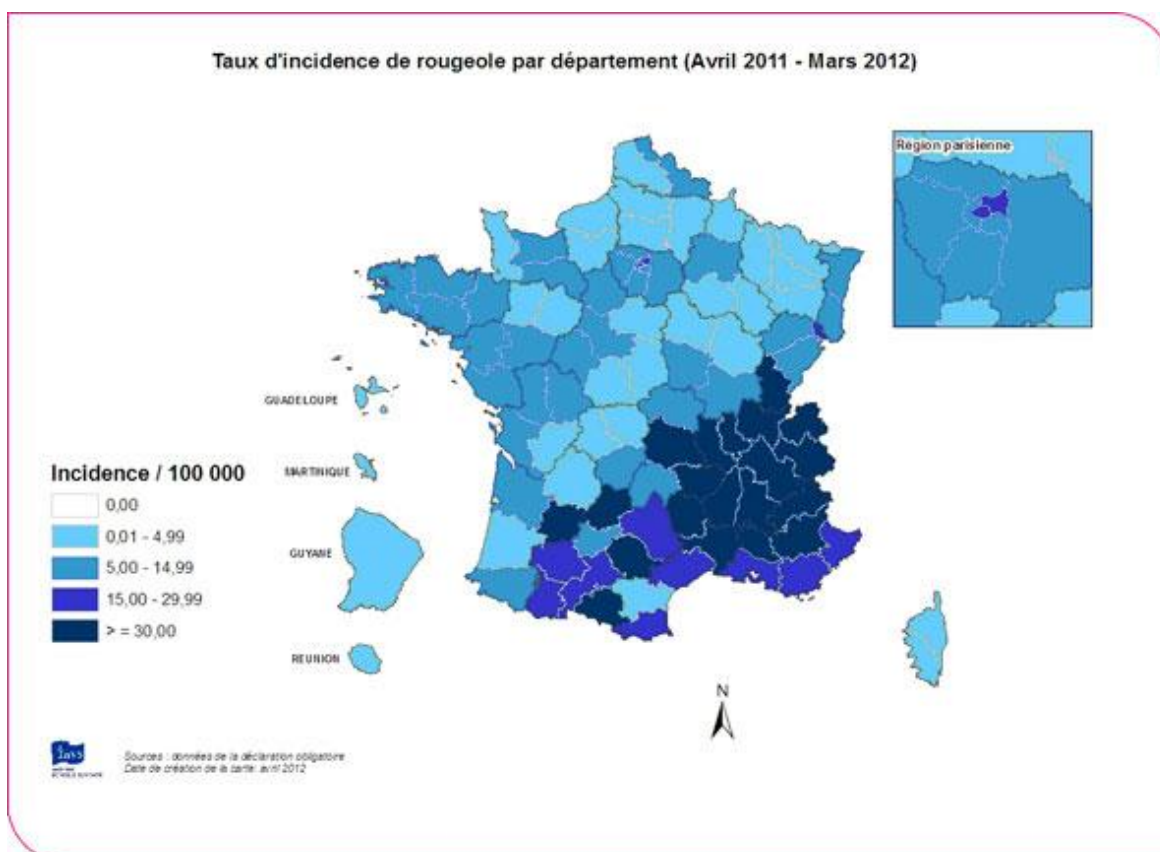 Taux d'incidence de rougeole par département (Avril 2011 - Mars 2012)
Région parisienne
GUADELOUPE
MARTINIQUE
GUYANE
REUNION
Incidence / 100 000
0,00
0,01 - 4,99
5,00 - 14,99
15,00 - 29,99
> = 30,00
N
Sources : données de la déclaration obligatoire
Date de création de la carte: avril 2012